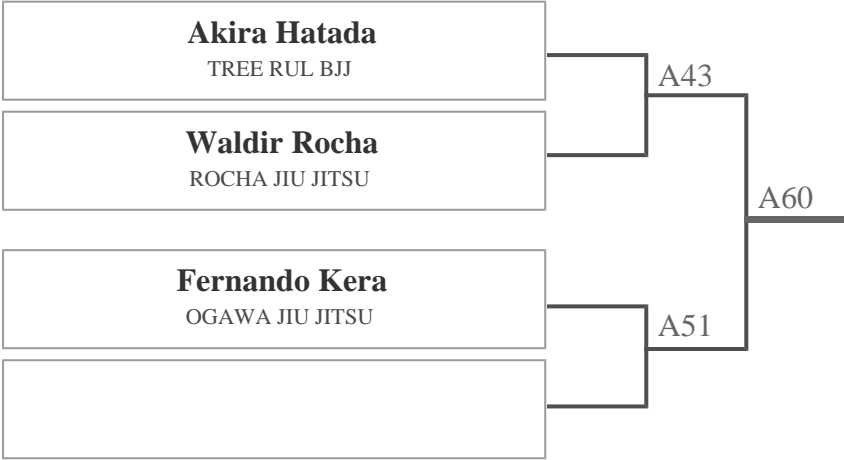 Akira Hatada
TREE RUL BJJ
A43
Waldir Rocha
ROCHA JIU JITSU
A60
Fernando Kera
OGAWA JIU JITSU
A51